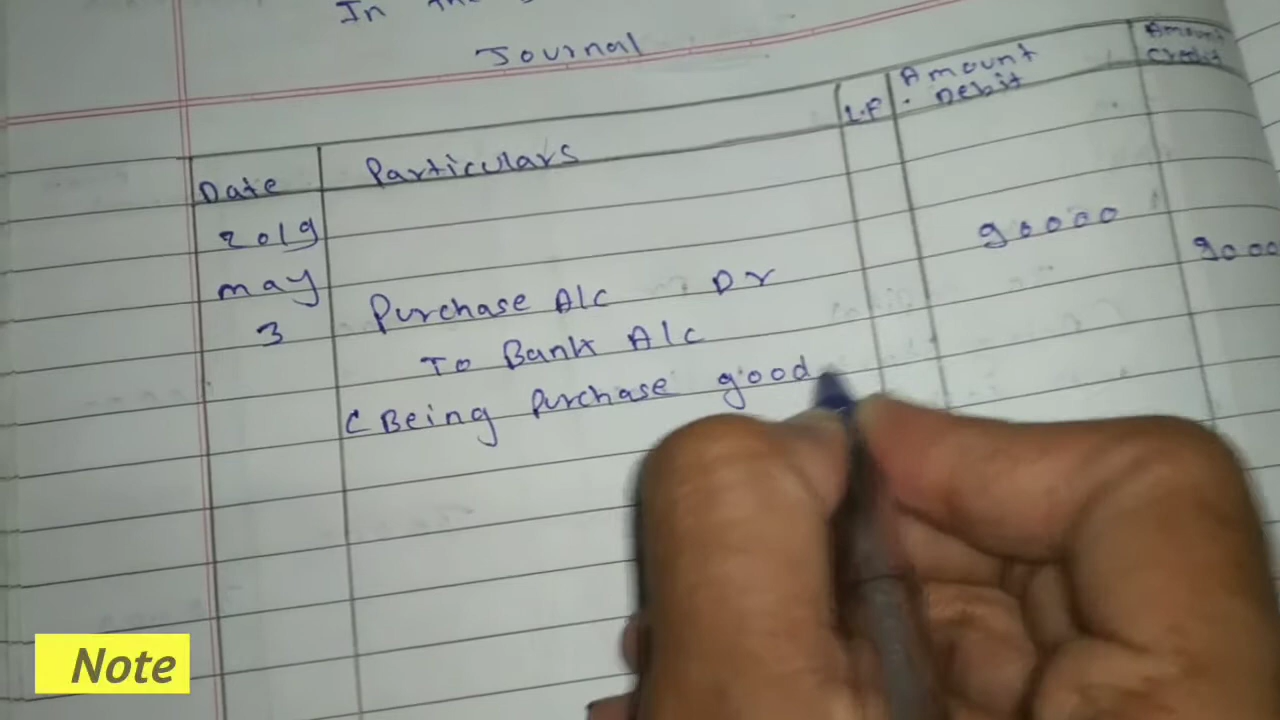 In the
Journal
Date Particulars L.F Amount Debit Amount Credit
2019
may
3 Purchase A/c Dr 90000
To Bank A/c 9000
(Being Purchase good
Note